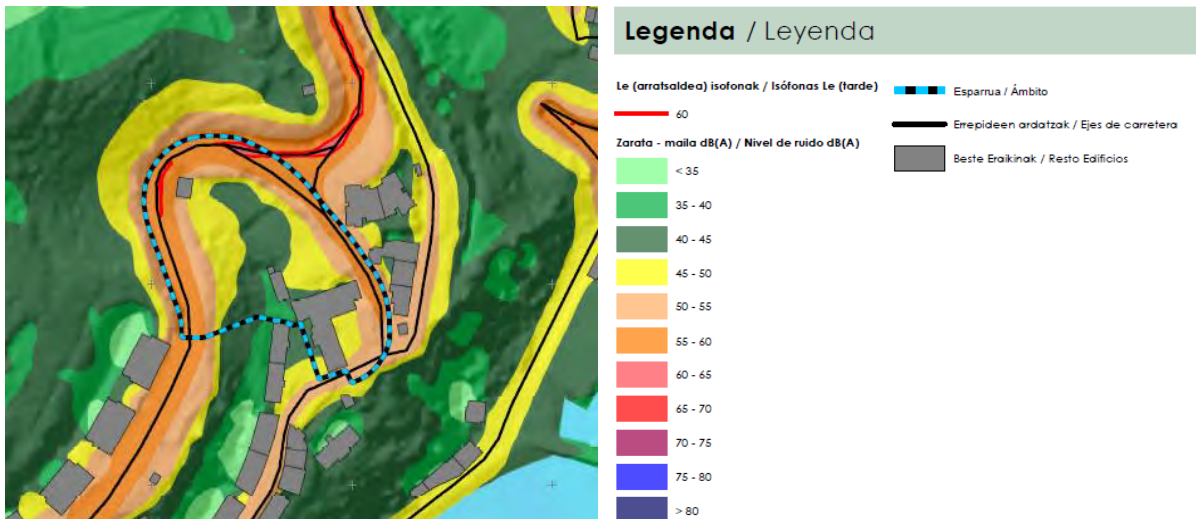 Legenda / Leyenda
Le (arratsaldea) isofonak / Isófonas Le (tarde)
60
Zarata - maila dB(A) / Nivel de ruido dB(A)
< 35
35 - 40
40 - 45
45 - 50
50 - 55
55 - 60
60 - 65
65 - 70
70 - 75
75 - 80
> 80
Esparrua / Ámbito
Errepideen ardatzak / Ejes de carretera
Beste Eraikinak / Resto Edificios